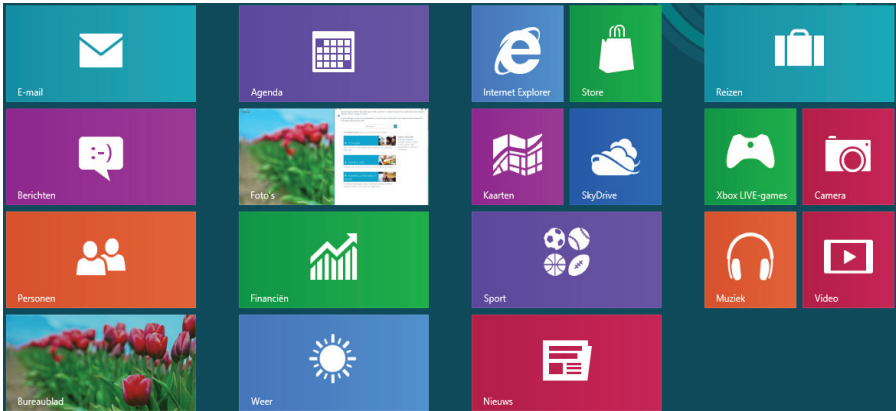 E-mail
Agenda
Internet Explorer
Store
Reizen
Berichten
Foto's
Kaarten
SkyDrive
Xbox LIVE-games
Camera
Personen
Financiën
Sport
Muziek
Video
Bureaublad
Weer
Nieuws